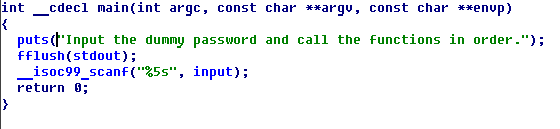 int __cdecl main(int argc, const char **argv, const char **envp)
{
puts("Input the dummy password and call the functions in order.");
fflush(stdout);
__isoc99_scanf("%5s", input);
return 0;
}